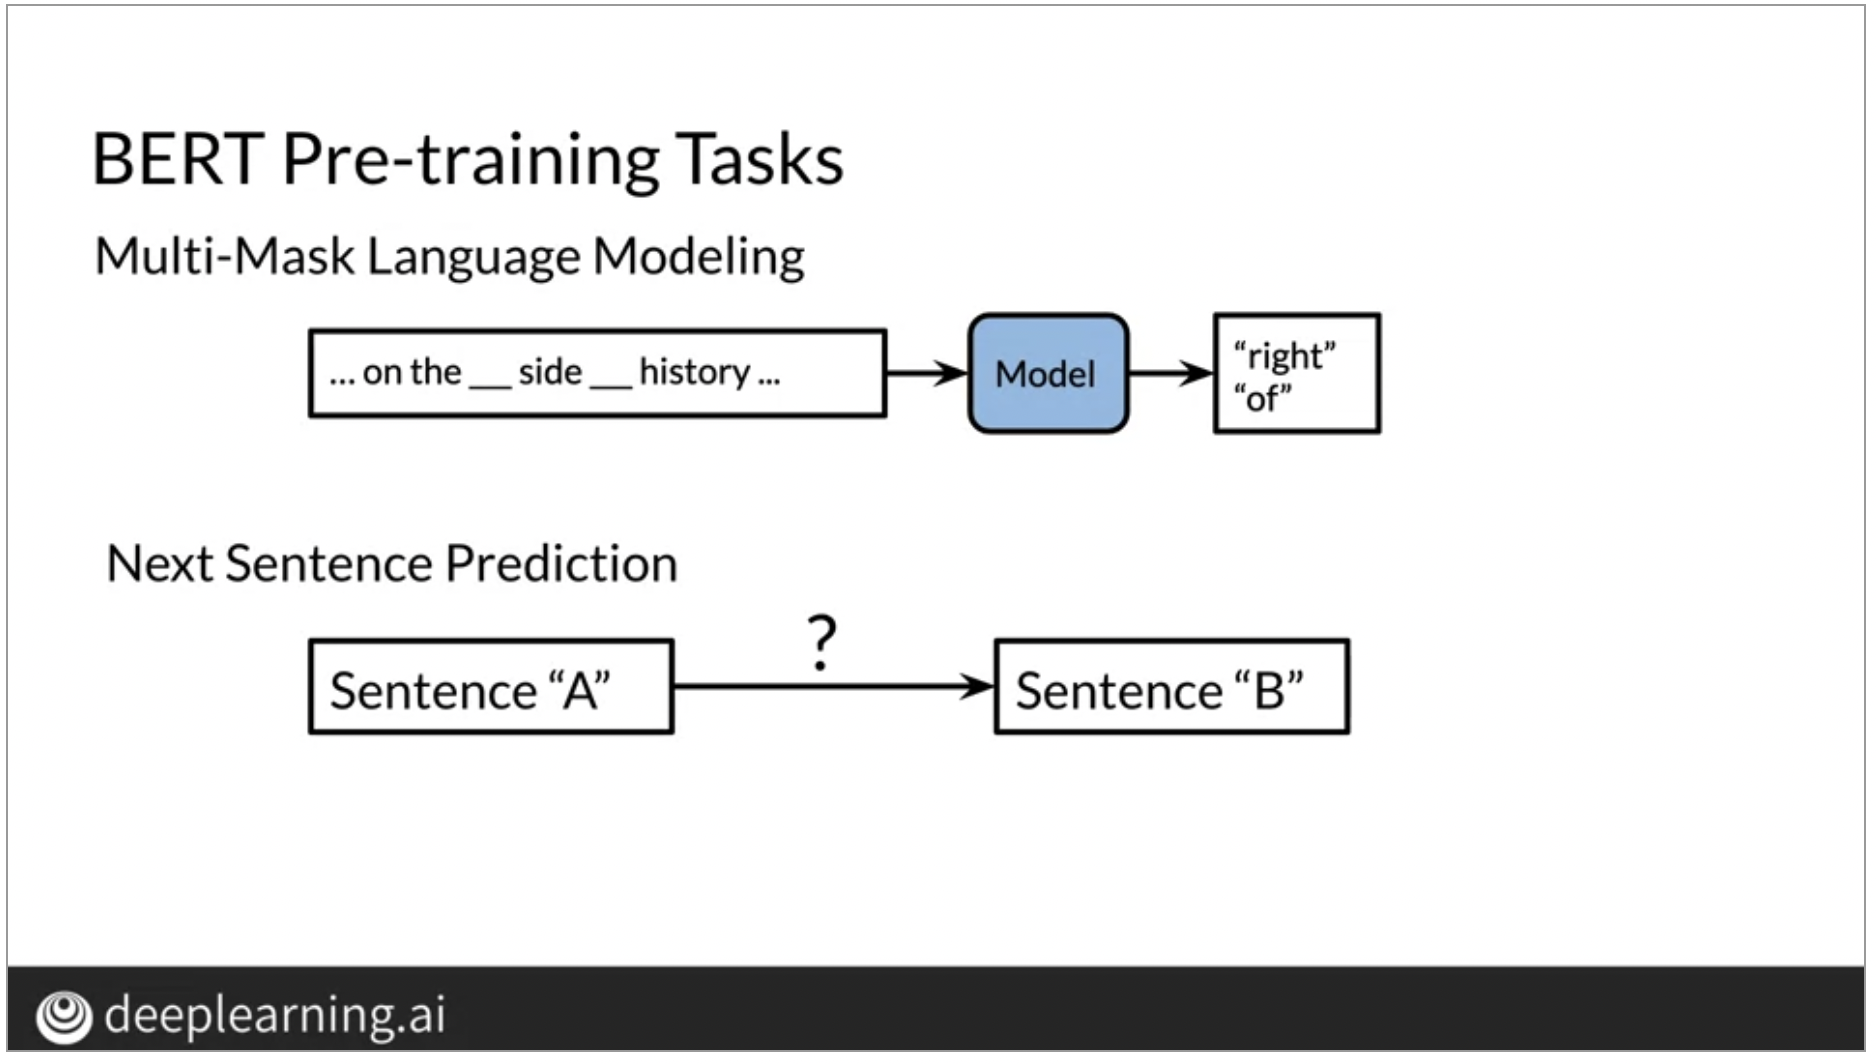 BERT Pre-training Tasks
Multi-Mask Language Modeling
... on the __ side __ history ...
Model
“right”
“of”
Next Sentence Prediction
?
Sentence “A”
Sentence “B”
deeplearning.ai